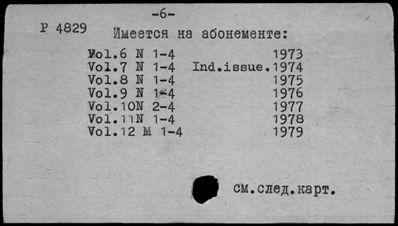 -6-
P 4829
Имеется на абонементе:
Vol.6 N 1-4 1973
Vol.7 N 1-4 Ind.issue.1974
Vol.8 N 1-4 1975
Vol.9 N 1-4 1976
Vol.10N 2-4 1977
Vol.11N 1-4 1978
Vol.12 M 1-4 1979
см.след.карт.